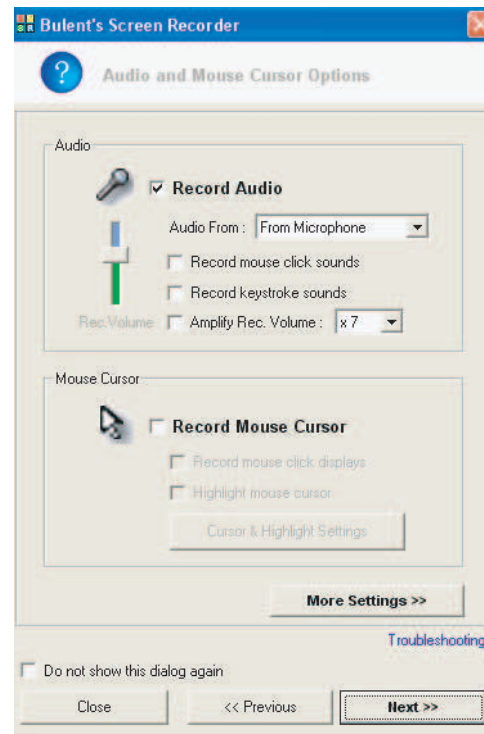 Bulent's Screen Recorder
Audio and Mouse Cursor Options
Audio
Record Audio
Audio From : From Microphone
Record mouse click sounds
Record keystroke sounds
Rec.Volume Amplify Rec. Volume : x 7
Mouse Cursor
Record Mouse Cursor
Record mouse click displays
Highlight mouse cursor
Cursor & Highlight Settings
More Settings >>
Troubleshooting
Do not show this dialog again
Close << Previous Next >>